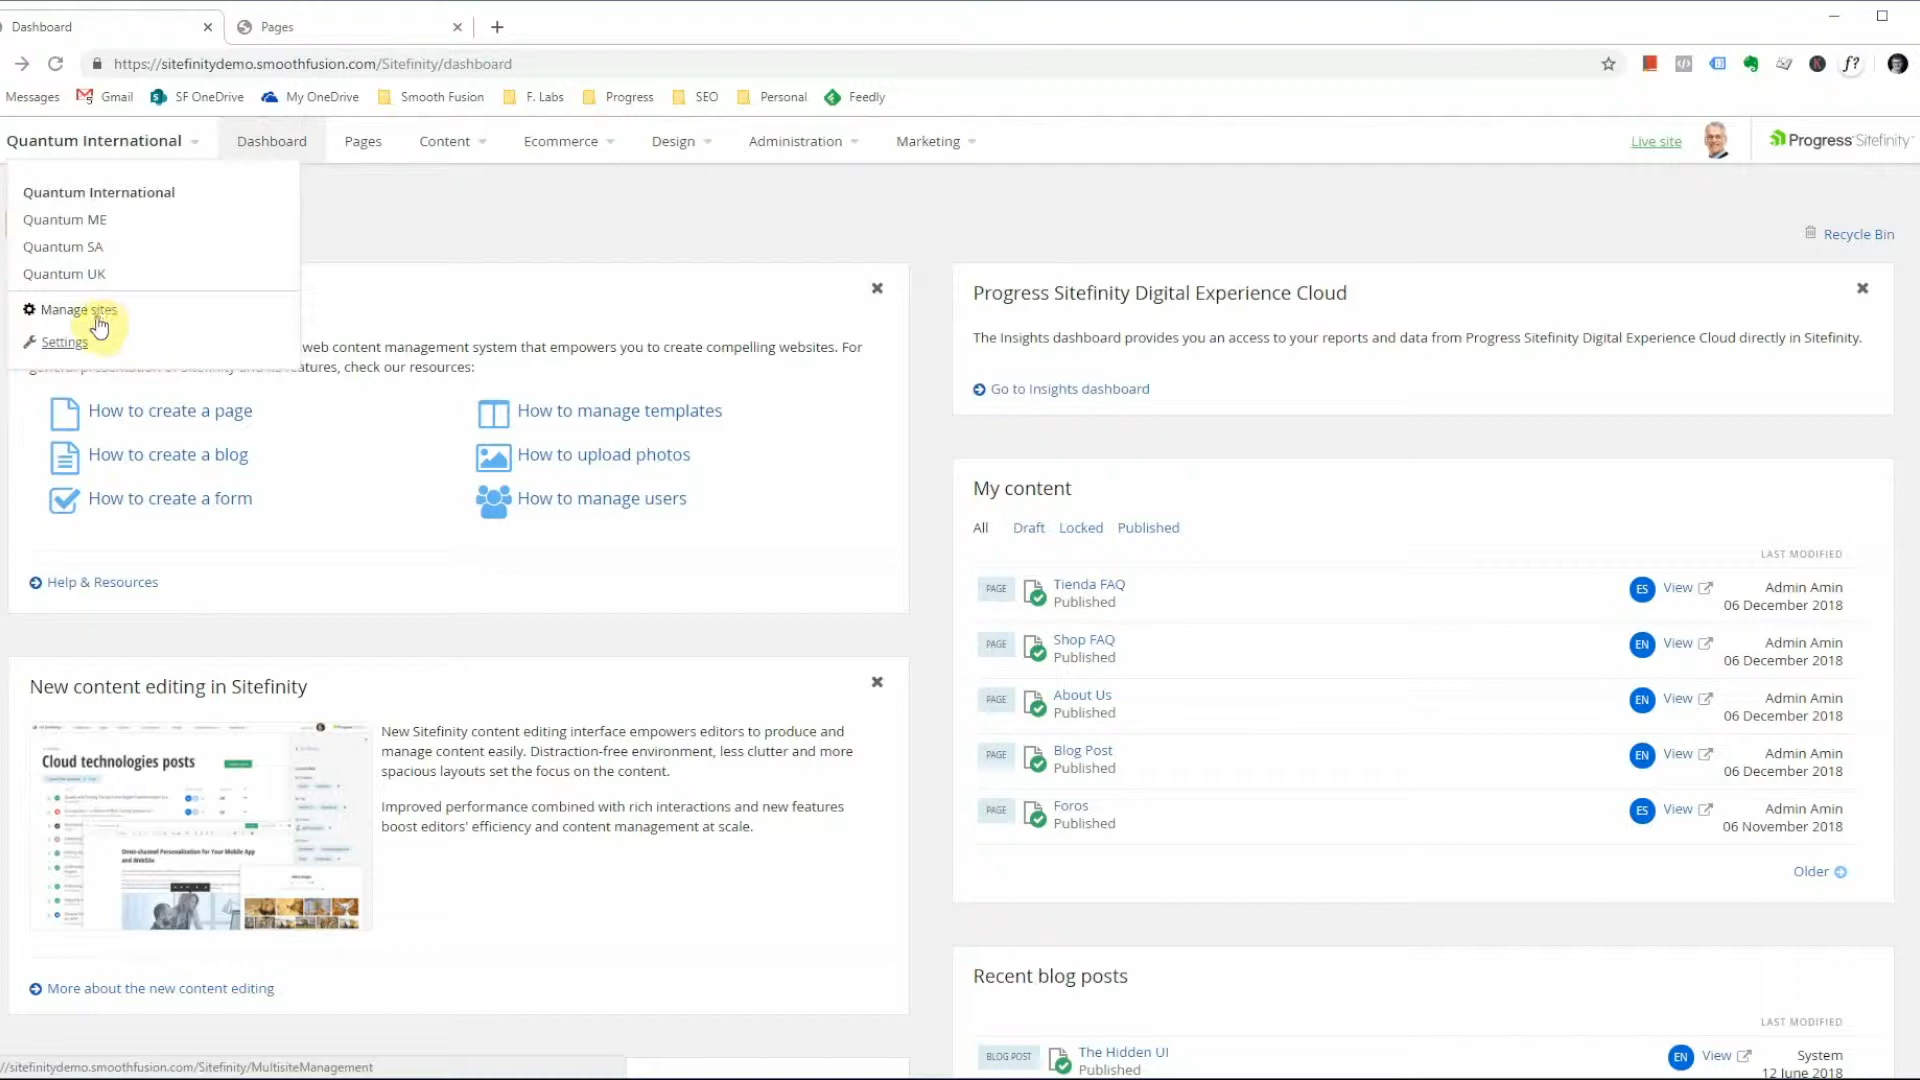 Dashboard
Pages
https://sitefinitydemo.smoothfusion.com/Sitefinity/dashboard
f?
Messages
Gmail
SF OneDrive
My OneDrive
Smooth Fusion
F. Labs
Progress
SEO
Personal
Feedly
Quantum International
Dashboard
Pages
Content
Ecommerce
Design
Administration
Marketing
Live site
Progress Sitefinity
Quantum International
Quantum ME
Quantum SA
Quantum UK
Manage sites
Settings
Recycle Bin
web content management system that empowers you to create compelling websites. For
general presentation of Sitefinity and its features, check our resources:
How to create a page
How to manage templates
How to create a blog
How to upload photos
How to create a form
How to manage users
Help & Resources
Progress Sitefinity Digital Experience Cloud
The Insights dashboard provides you an access to your reports and data from Progress Sitefinity Digital Experience Cloud directly in Sitefinity.
Go to Insights dashboard
My content
All Draft Locked Published
LAST MODIFIED
PAGE
Tienda FAQ
Published
ES
View
Admin Amin
06 December 2018
PAGE
Shop FAQ
Published
EN
View
Admin Amin
06 December 2018
PAGE
About Us
Published
EN
View
Admin Amin
06 December 2018
PAGE
Blog Post
Published
EN
View
Admin Amin
06 December 2018
PAGE
Foros
Published
ES
View
Admin Amin
06 November 2018
Older
New content editing in Sitefinity
Cloud technologies posts
Omni-channel Personalization for Your Mobile App
and WebSite
New Sitefinity content editing interface empowers editors to produce and
manage content easily. Distraction-free environment, less clutter and more
spacious layouts set the focus on the content.
Improved performance combined with rich interactions and new features
boost editors' efficiency and content management at scale.
More about the new content editing
Recent blog posts
LAST MODIFIED
BLOG POST
The Hidden UI
Published
EN
View
System
12 June 2018
//sitefinitydemo.smoothfusion.com/Sitefinity/MultisiteManagement